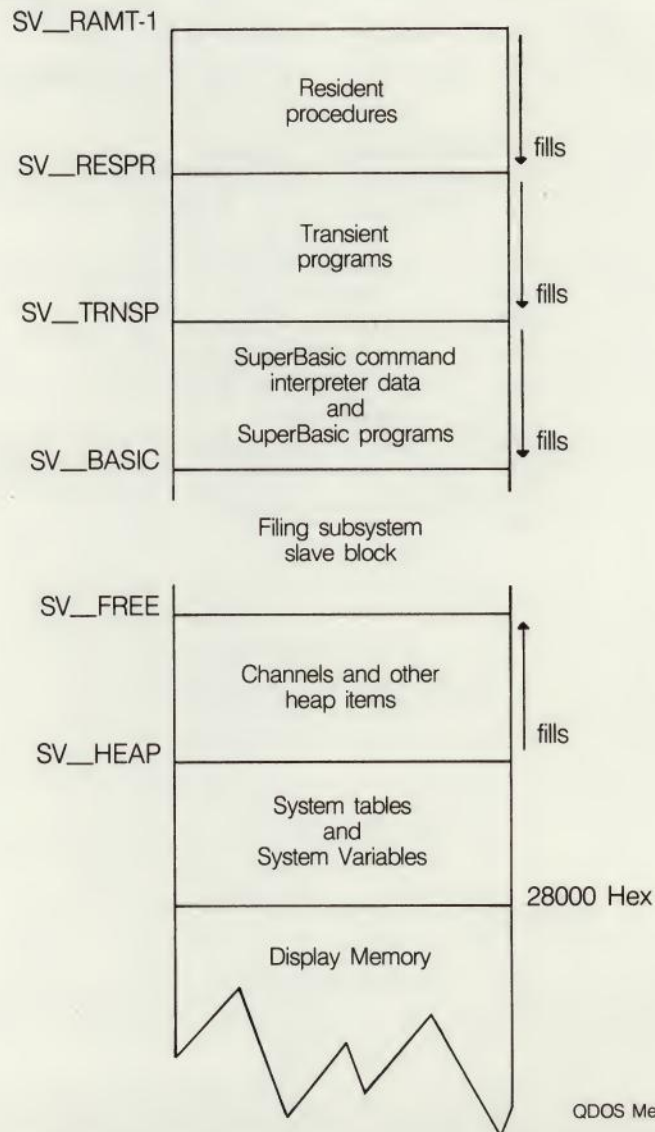 SV__RAMT-1
Resident
procedures
fills
SV__RESPR
Transient
programs
fills
SV__TRNSP
SuperBasic command
interpreter data
and
SuperBasic programs
fills
SV__BASIC
Filing subsystem
slave block
SV__FREE
Channels and other
heap items
fills
SV__HEAP
System tables
and
System Variables
28000 Hex
Display Memory
QDOS Me